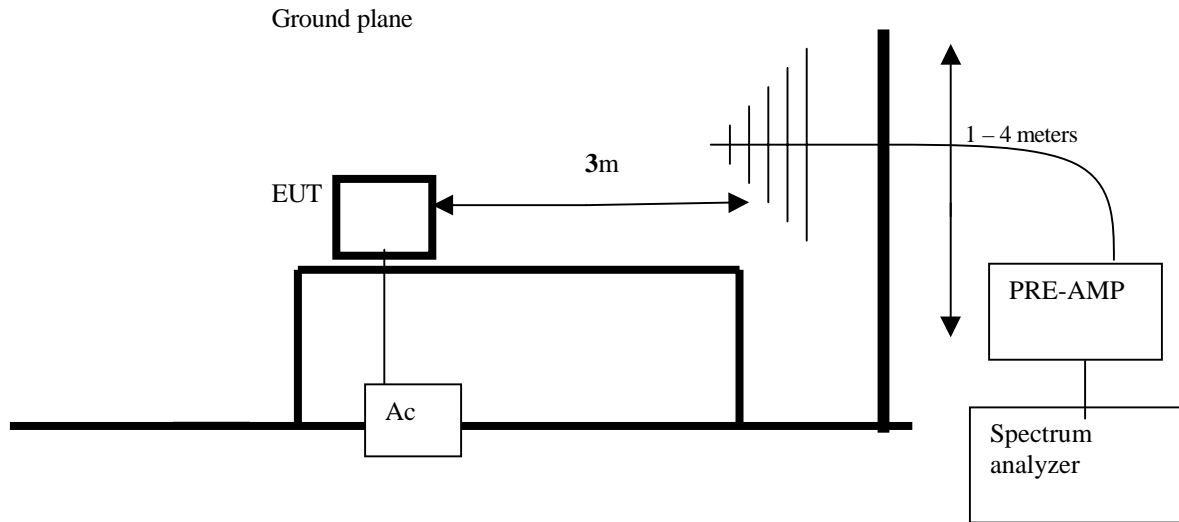 Ground plane
1 – 4 meters
3m
EUT
PRE-AMP
Ac
Spectrum
analyzer